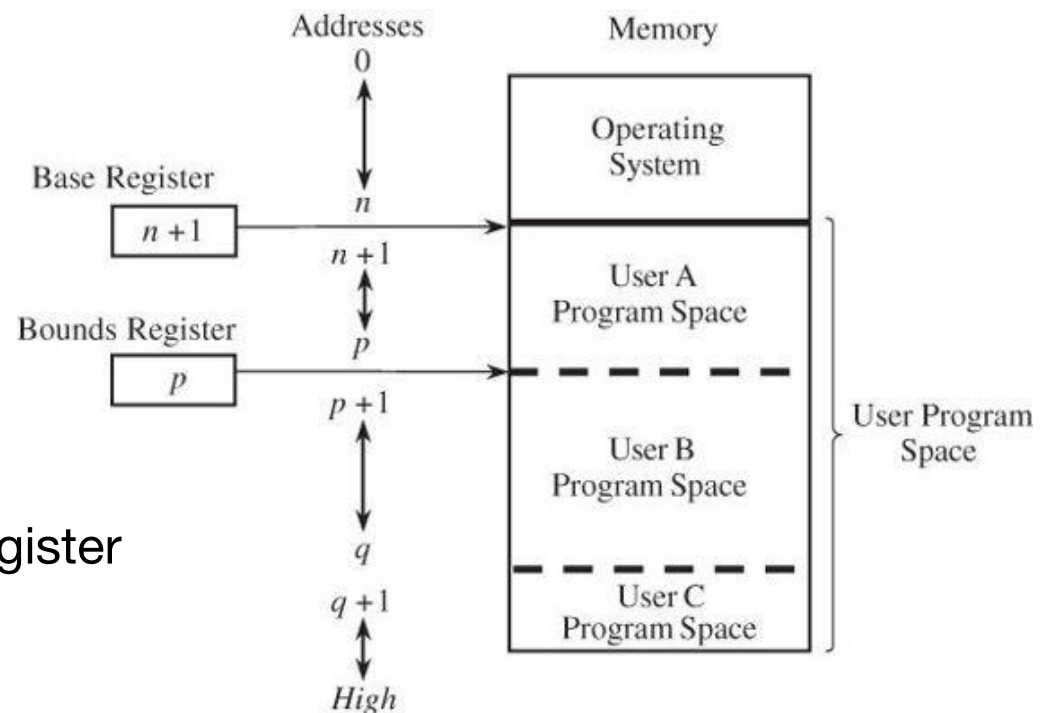 Addresses
Memory
0
Operating
System
Base Register
n
n +1
n +1
User A
Program Space
Bounds Register
p
p
p +1
User B
Program Space
User Program
Space
gister
q
q +1
User C
Program Space
High